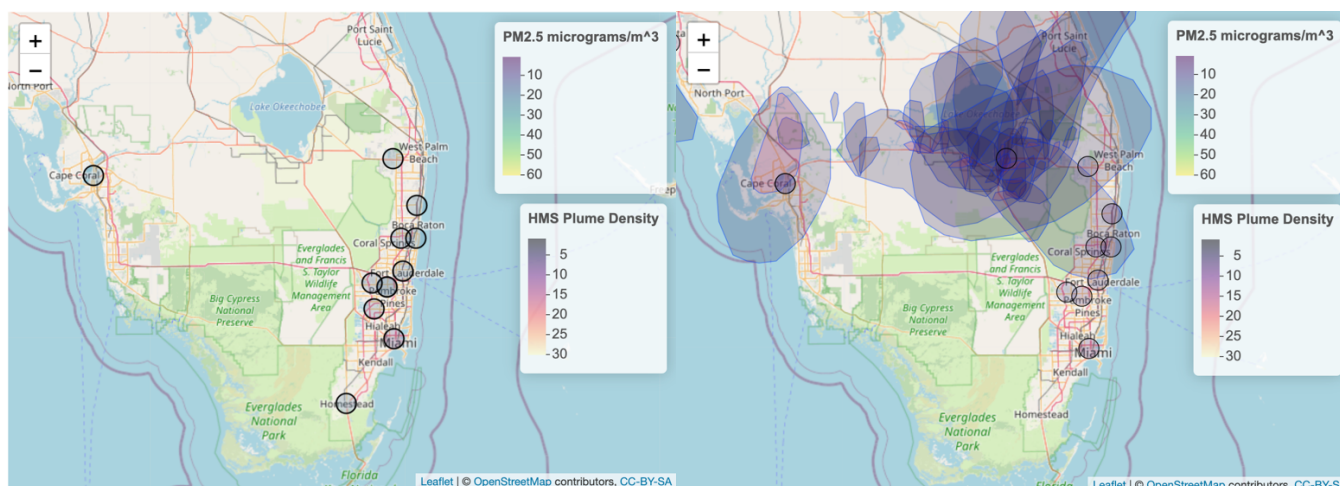 +
−
Port Saint
Lucie
PM2.5 micrograms/m^3
10
20
30
40
50
60
North Port
Lake Okeechobee
West Palm
Beach
Cape Coral
Freep
HMS Plume Density
5
10
15
20
25
30
Boca Raton
Coral Springs
Everglades
and Francis
S. Taylor
Wildlife
Management
Area
Fort Lauderdale
Pembroke
Pines
Big Cypress
National
Preserve
Hialeah
Miami
Kendall
Homestead
Everglades
National
Park
Florida
Leaflet | © OpenStreetMap contributors, CC-BY-SA
+
−
Port Saint
Lucie
PM2.5 micrograms/m^3
10
20
30
40
50
60
North Port
West Palm
Beach
Cape Coral
HMS Plume Density
5
10
15
20
25
30
Boca Raton
Coral Springs
Everglades
and Francis
S. Taylor
Wildlife
Management
Area
Fort Lauderdale
Pembroke
Pines
Big Cypress
National
Preserve
Hialeah
Miami
Kendall
Homestead
Everglades
National
Park
Leaflet | © OpenStreetMap contributors, CC-BY-S